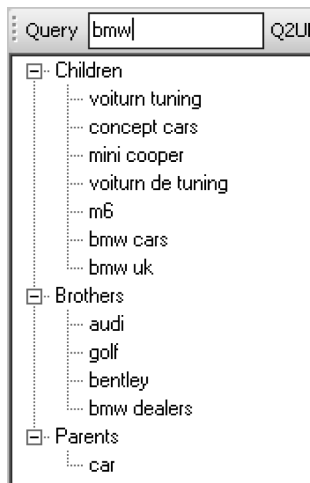 Query bmw Q2U
Children
voiturn tuning
concept cars
mini cooper
voiturn de tuning
m6
bmw cars
bmw uk
Brothers
audi
golf
bentley
bmw dealers
Parents
car